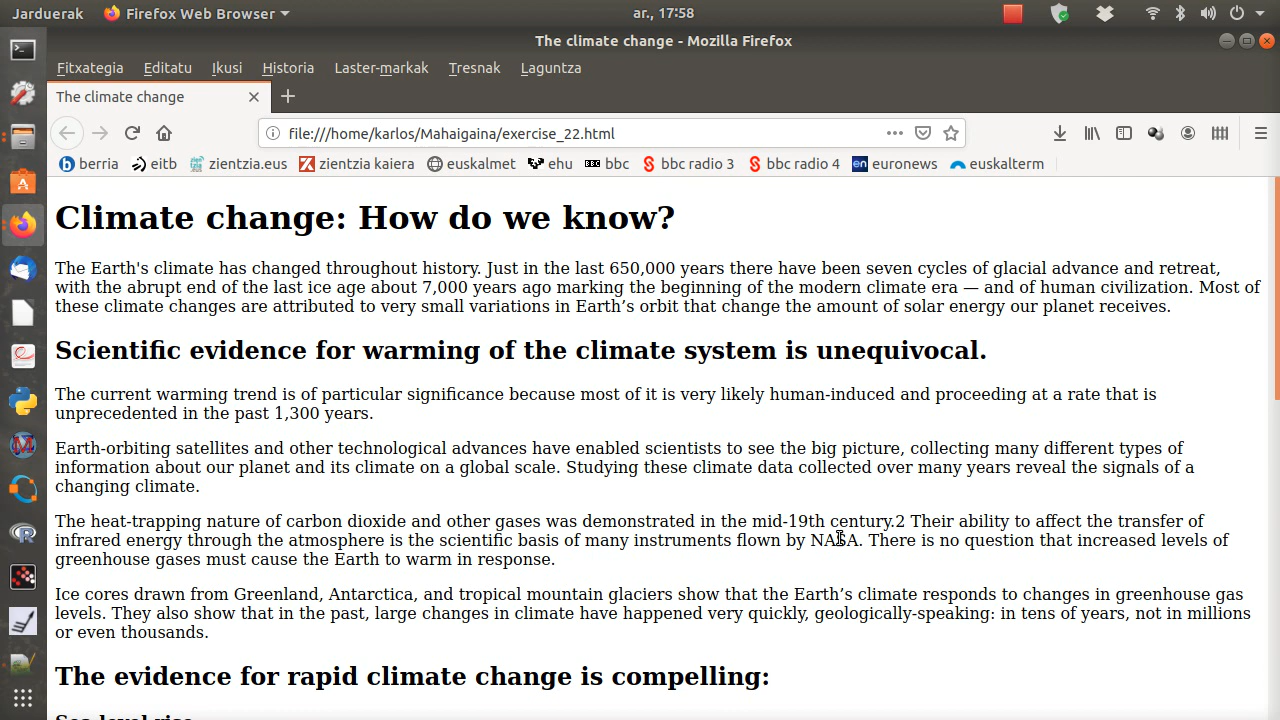 Jarduerak Firefox Web Browser ar., 17:58
The climate change - Mozilla Firefox
Fitxategia Editatu Ikusi Historia Laster-markak Tresnak Laguntza
The climate change
file:///home/karlos/Mahaigaina/exercise_22.html
berria eitb zientzia.eus zientzia kaiera euskalmet ehu bbc bbc radio 3 bbc radio 4 euronews euskalterm
Climate change: How do we know?
The Earth's climate has changed throughout history. Just in the last 650,000 years there have been seven cycles of glacial advance and retreat,
with the abrupt end of the last ice age about 7,000 years ago marking the beginning of the modern climate era — and of human civilization. Most of
these climate changes are attributed to very small variations in Earth’s orbit that change the amount of solar energy our planet receives.
Scientific evidence for warming of the climate system is unequivocal.
The current warming trend is of particular significance because most of it is very likely human-induced and proceeding at a rate that is
unprecedented in the past 1,300 years.
Earth-orbiting satellites and other technological advances have enabled scientists to see the big picture, collecting many different types of
information about our planet and its climate on a global scale. Studying these climate data collected over many years reveal the signals of a
changing climate.
The heat-trapping nature of carbon dioxide and other gases was demonstrated in the mid-19th century.2 Their ability to affect the transfer of
infrared energy through the atmosphere is the scientific basis of many instruments flown by NASA. There is no question that increased levels of
greenhouse gases must cause the Earth to warm in response.
Ice cores drawn from Greenland, Antarctica, and tropical mountain glaciers show that the Earth’s climate responds to changes in greenhouse gas
levels. They also show that in the past, large changes in climate have happened very quickly, geologically-speaking: in tens of years, not in millions
or even thousands.
The evidence for rapid climate change is compelling:
Sea level rise